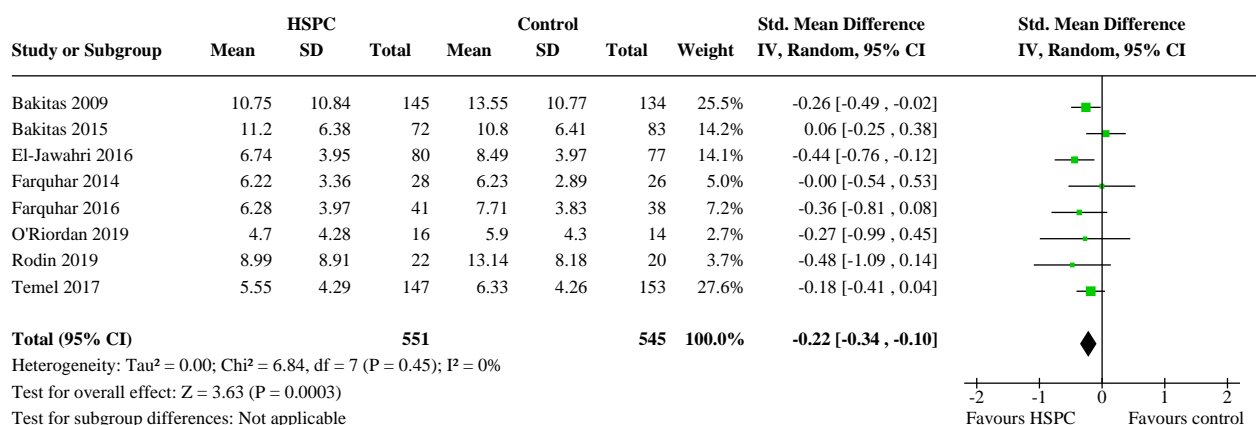 HSPC Control Std. Mean Difference Std. Mean Difference
Study or Subgroup Mean SD Total Mean SD Total Weight IV, Random, 95% CI IV, Random, 95% CI
Bakitas 2009 10.75 10.84 145 13.55 10.77 134 25.5% -0.26 [-0.49 , -0.02]
Bakitas 2015 11.2 6.38 72 10.8 6.41 83 14.2% 0.06 [-0.25 , 0.38]
El-Jawahri 2016 6.74 3.95 80 8.49 3.97 77 14.1% -0.44 [-0.76 , -0.12]
Farquhar 2014 6.22 3.36 28 6.23 2.89 26 5.0% -0.00 [-0.54 , 0.53]
Farquhar 2016 6.28 3.97 41 7.71 3.83 38 7.2% -0.36 [-0.81 , 0.08]
O'Riordan 2019 4.7 4.28 16 5.9 4.3 14 2.7% -0.27 [-0.99 , 0.45]
Rodin 2019 8.99 8.91 22 13.14 8.18 20 3.7% -0.48 [-1.09 , 0.14]
Temel 2017 5.55 4.29 147 6.33 4.26 153 27.6% -0.18 [-0.41 , 0.04]
Total (95% CI) 551 545 100.0% -0.22 [-0.34 , -0.10]
Heterogeneity: Tau² = 0.00; Chi² = 6.84, df = 7 (P = 0.45); I² = 0%
Test for overall effect: Z = 3.63 (P = 0.0003)
-2 -1 0 1 2
Test for subgroup differences: Not applicable
Favours HSPC Favours control